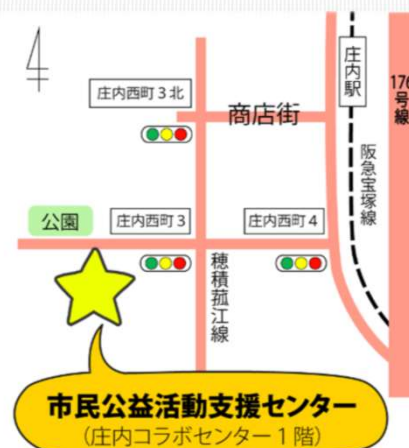 庄内駅
176号線
庄内西町3北
商店街
阪急宝塚線
公園
庄内西町3
庄内西町4
穂積菰江線
市民公益活動支援センター
(庄内コラボセンター1階)